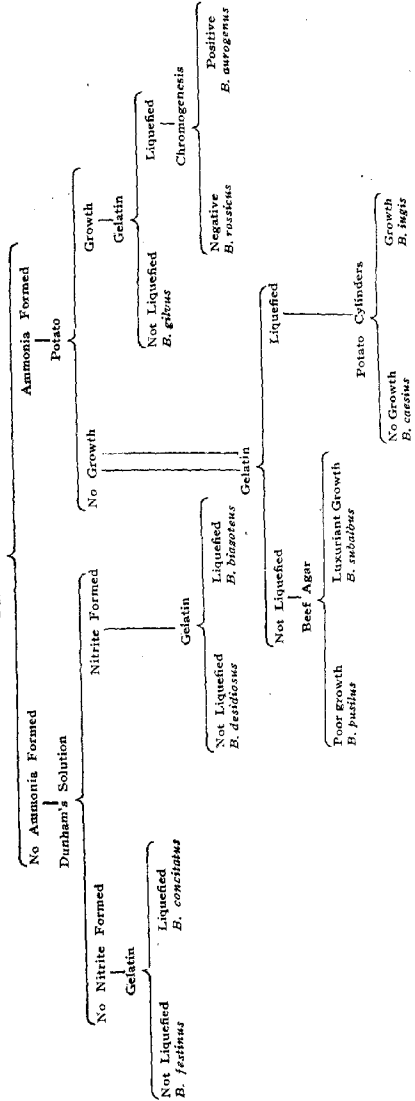 No Ammonia Formed
Ammonia Formed
Dunham's Solution
Potato
No Nitrite Formed
Nitrite Formed
No Growth
Growth
Gelatin
Gelatin
Not Liquefied
B. festinus
Liquefied
B. concitatus
Not Liquefied
B. gilvus
Liquefied
Gelatin
Chromogenesis
Not Liquefied
B. desidiosus
Liquefied
B. biazoteus
Negative
B. rossicus
Positive
B. aurogenus
Gelatin
Not Liquefied
Liquefied
Beef Agar
Poor growth
B. pusilus
Luxuriant Growth
B. subalbus
Potato Cylinders
No Growth
B. caesius
Growth
B. iugis